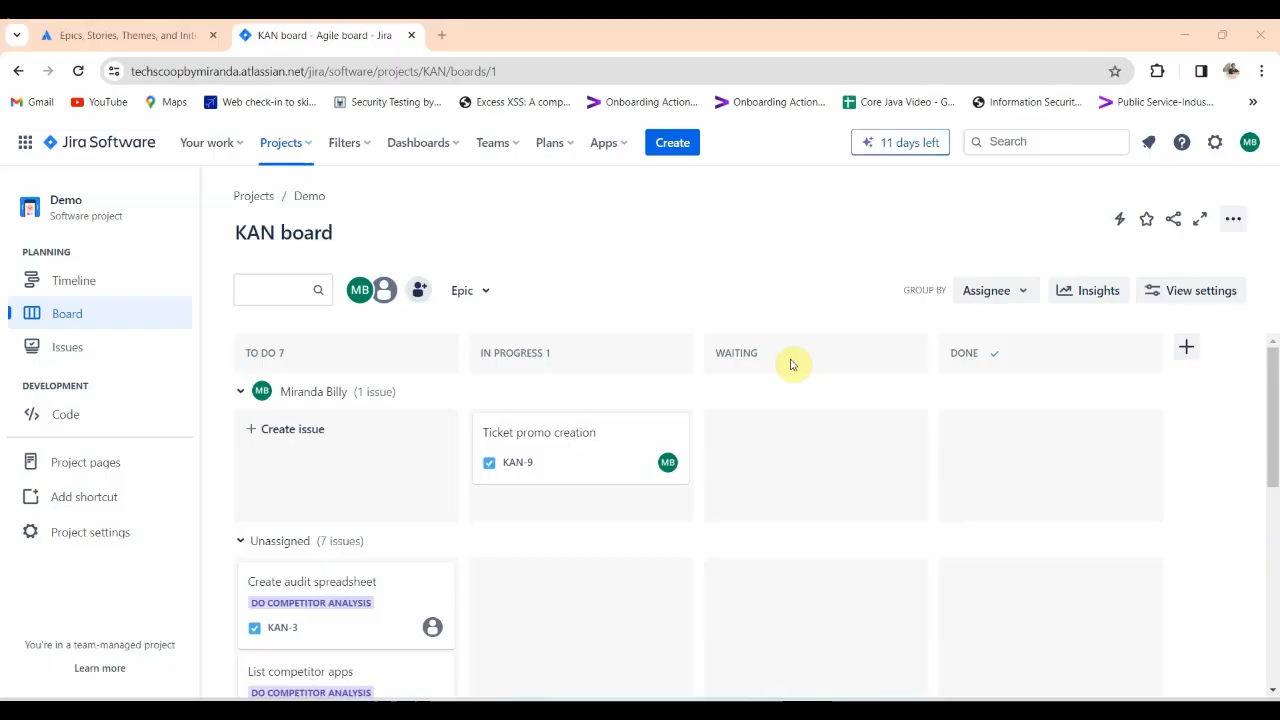 Epics, Stories, Themes, and Init
KAN board - Agile board - Jira
techscoopbymiranda.atlassian.net/jira/software/projects/KAN/boards/1
Gmail
YouTube
Maps
Web check-in to ski...
Security Testing by...
Excess XSS: A comp...
Onboarding Action...
Onboarding Action...
Core Java Video - G...
Information Securit...
Public Service-Indus...
Jira Software
Your work
Projects
Filters
Dashboards
Teams
Plans
Apps
Create
11 days left
Search
MB
Demo
Software project
PLANNING
Timeline
Board
Issues
DEVELOPMENT
Code
Project pages
Add shortcut
Project settings
You're in a team-managed project
Learn more
Projects / Demo
KAN board
MB
Epic
GROUP BY
Assignee
Insights
View settings
TO DO 7
IN PROGRESS 1
WAITING
DONE
MB Miranda Billy (1 issue)
+ Create issue
Ticket promo creation
KAN-9
MB
Unassigned (7 issues)
Create audit spreadsheet
DO COMPETITOR ANALYSIS
KAN-3
List competitor apps
DO COMPETITOR ANALYSIS